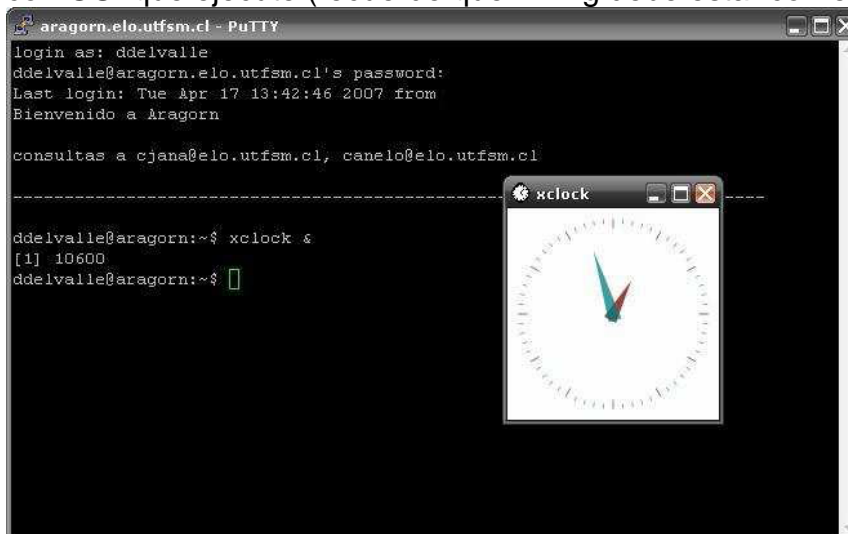 aragorn.elo.utfsm.cl - PuTTY
login as: ddelvalle
ddelvalle@aragorn.elo.utfsm.cl's password:
Last login: Tue Apr 17 13:42:46 2007 from
Bienvenido a Aragorn
consultas a cjana@elo.utfsm.cl, canelo@elo.utfsm.cl
--------------------------------------------------------------------------------
xclock
ddelvalle@aragorn:~$ xclock &
[1] 10600
ddelvalle@aragorn:~$